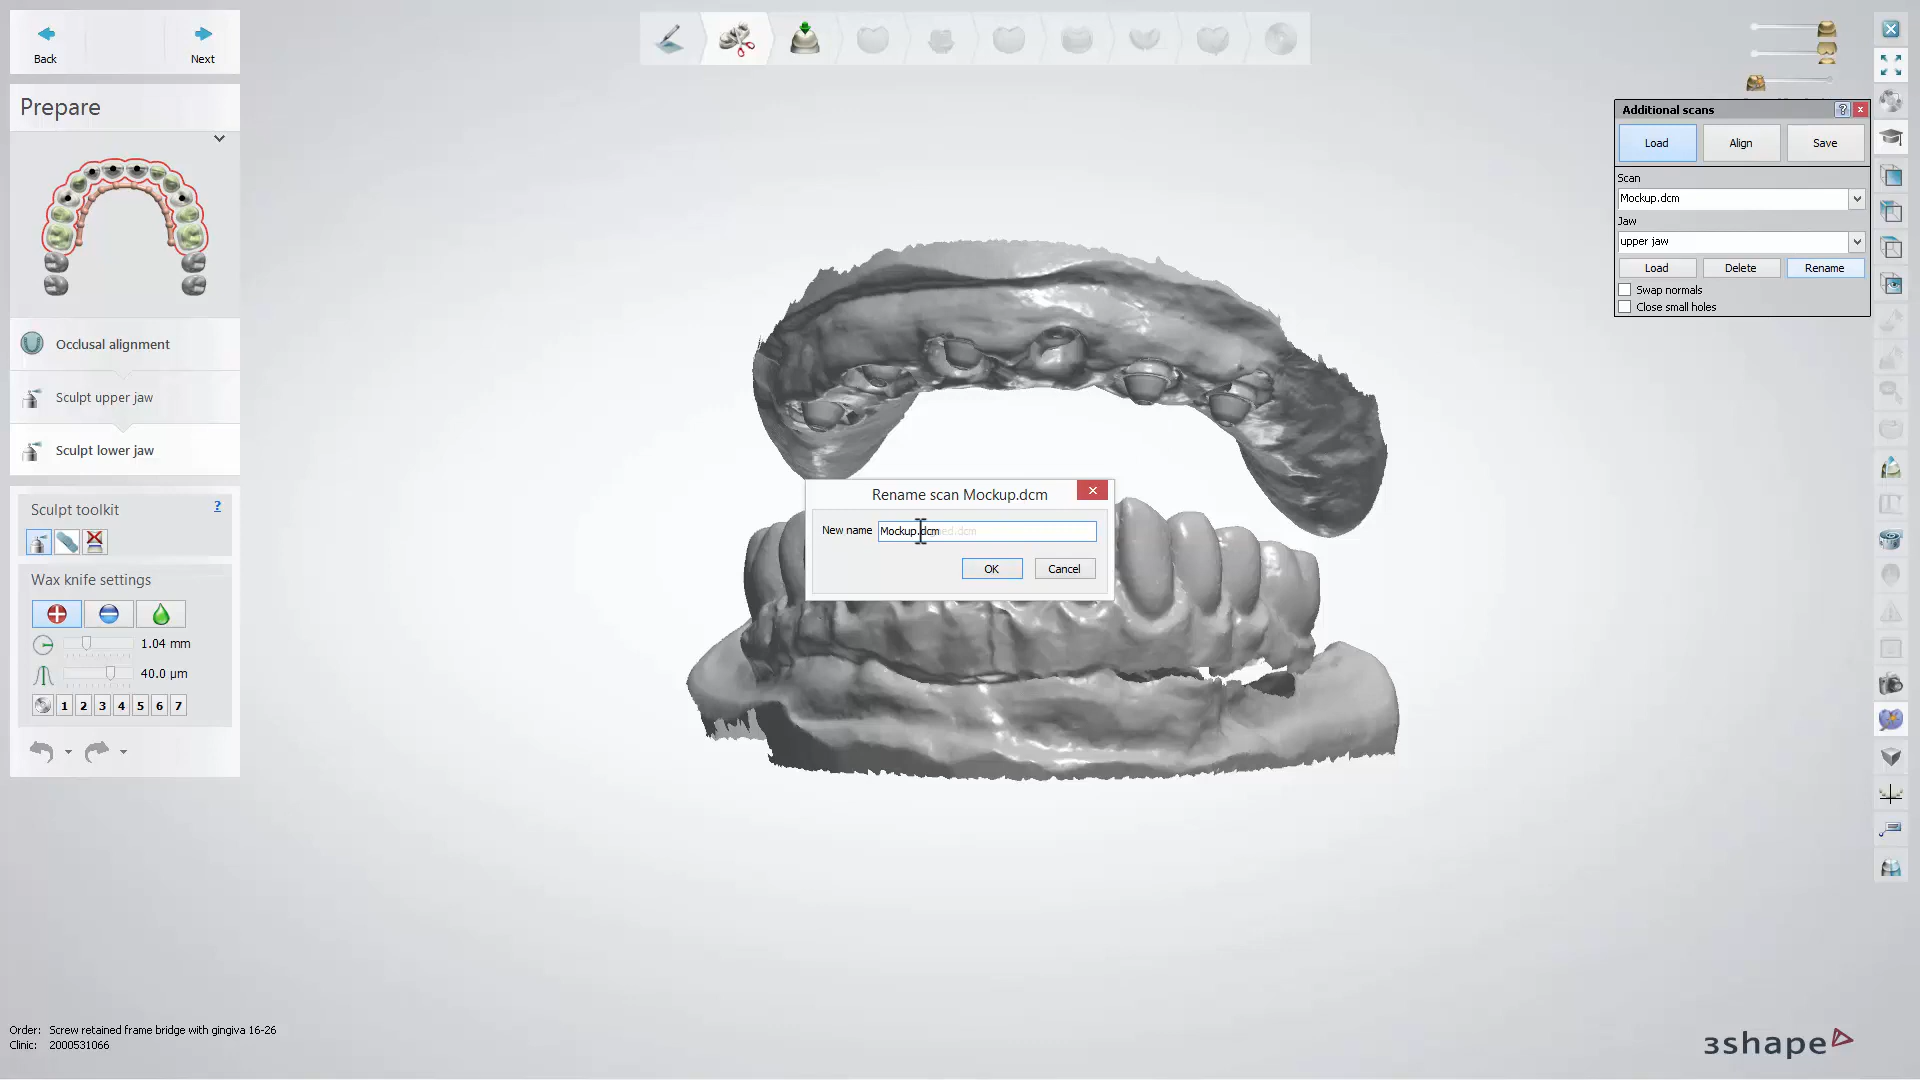 Back
Next
Prepare
Occlusal alignment
Sculpt upper jaw
Sculpt lower jaw
Sculpt toolkit
?
Wax knife settings
1.04 mm
40.0 µm
1 2 3 4 5 6 7
Additional scans
?
Load Align Save
Scan
Mockup.dcm
Jaw
upper jaw
Load Delete Rename
Swap normals
Close small holes
Rename scan Mockup.dcm
New name Mockup.dcm
OK Cancel
Order: Screw retained frame bridge with gingiva 16-26
Clinic: 2000531066
3shape